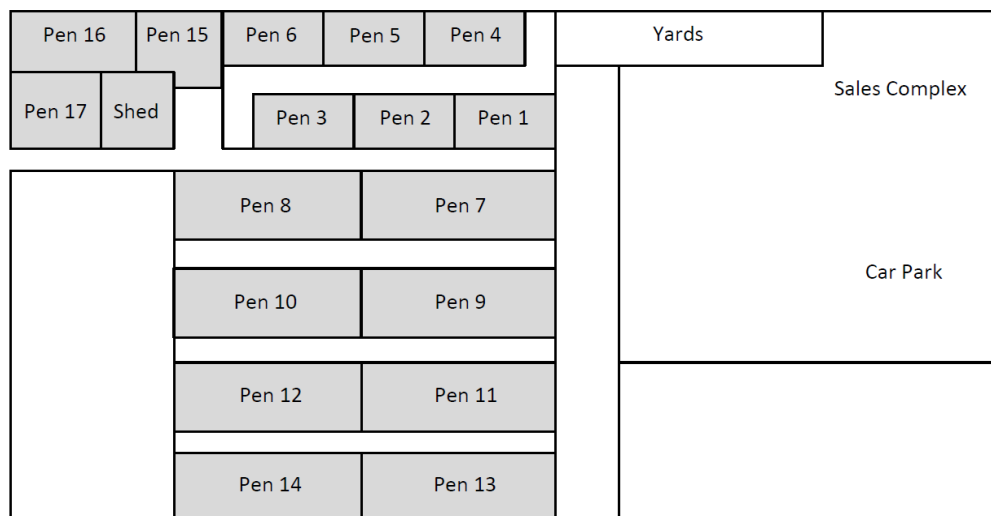 Pen 16
Pen 15
Pen 6
Pen 5
Pen 4
Yards
Sales Complex
Pen 17
Shed
Pen 3
Pen 2
Pen 1
Pen 8
Pen 7
Car Park
Pen 10
Pen 9
Pen 12
Pen 11
Pen 14
Pen 13